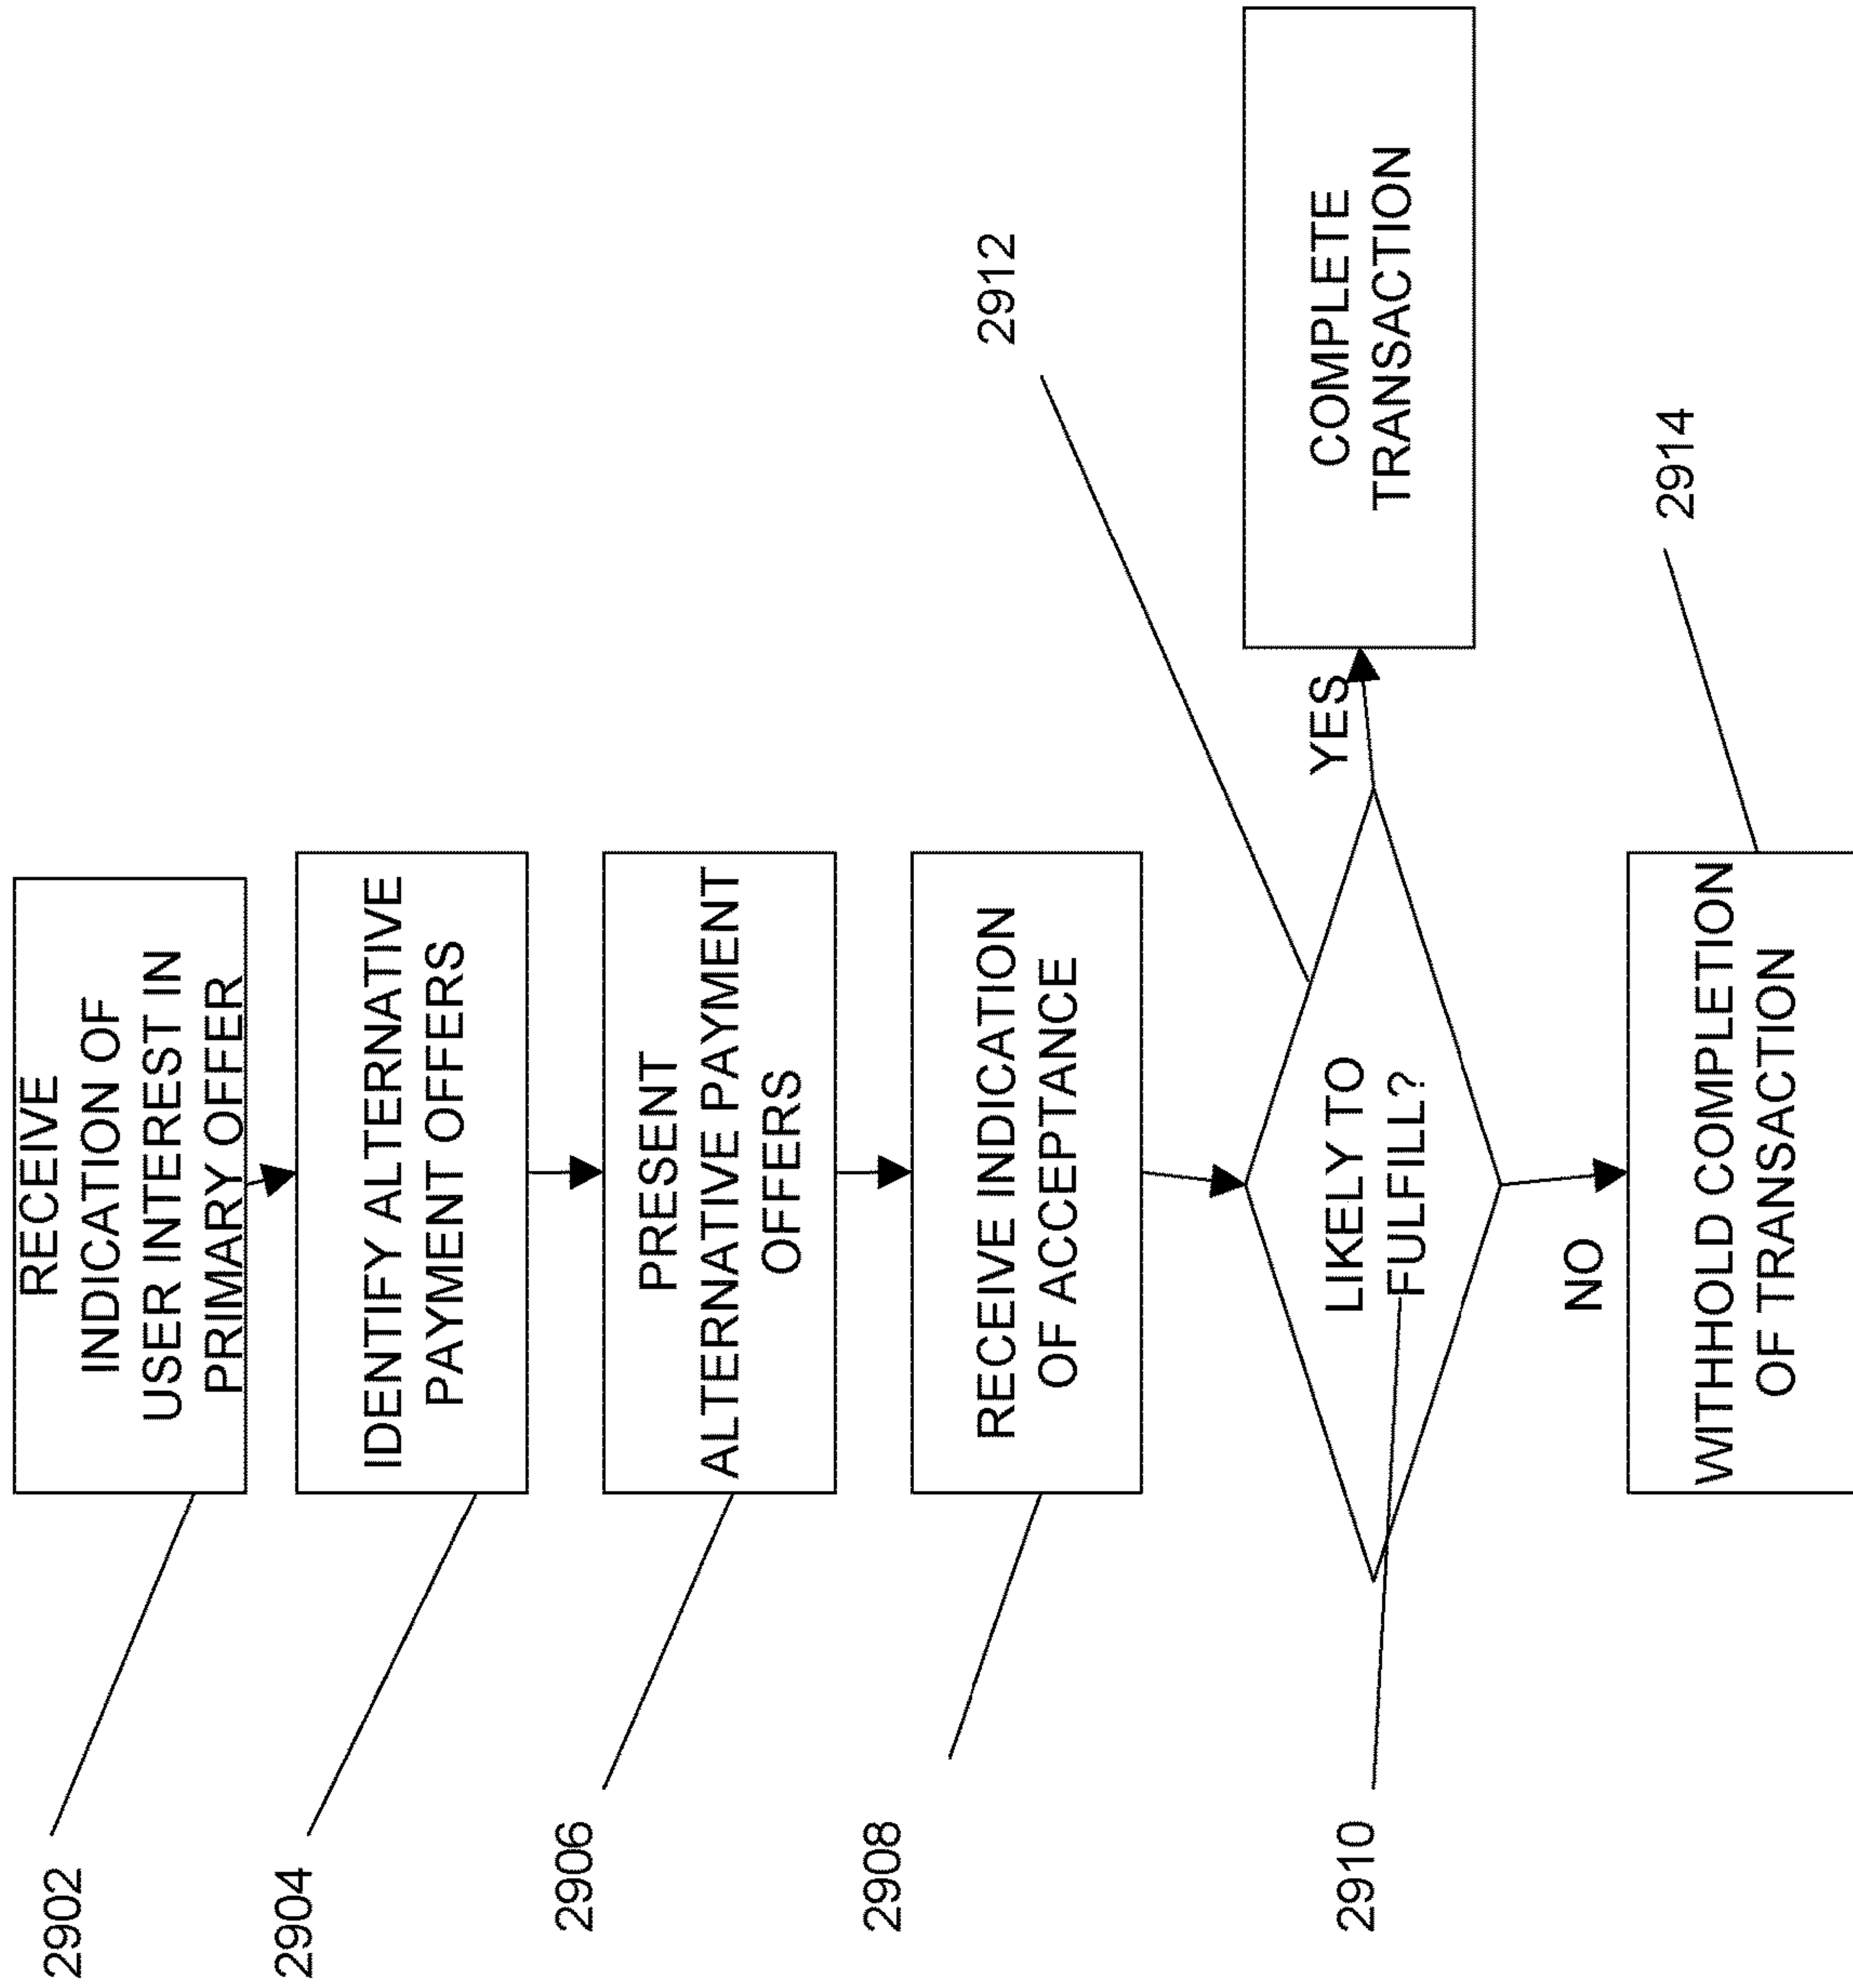 2902
RECEIVE
INDICATION OF
USER INTEREST IN
PRIMARY OFFER
2904
IDENTIFY ALTERNATIVE
PAYMENT OFFERS
2906
PRESENT
ALTERNATIVE PAYMENT
OFFERS
2908
RECEIVE INDICATION
OF ACCEPTANCE
2912
2910
LIKELY TO
FULFILL?
YES
COMPLETE
TRANSACTION
NO
2914
WITHHOLD COMPLETION
OF TRANSACTION